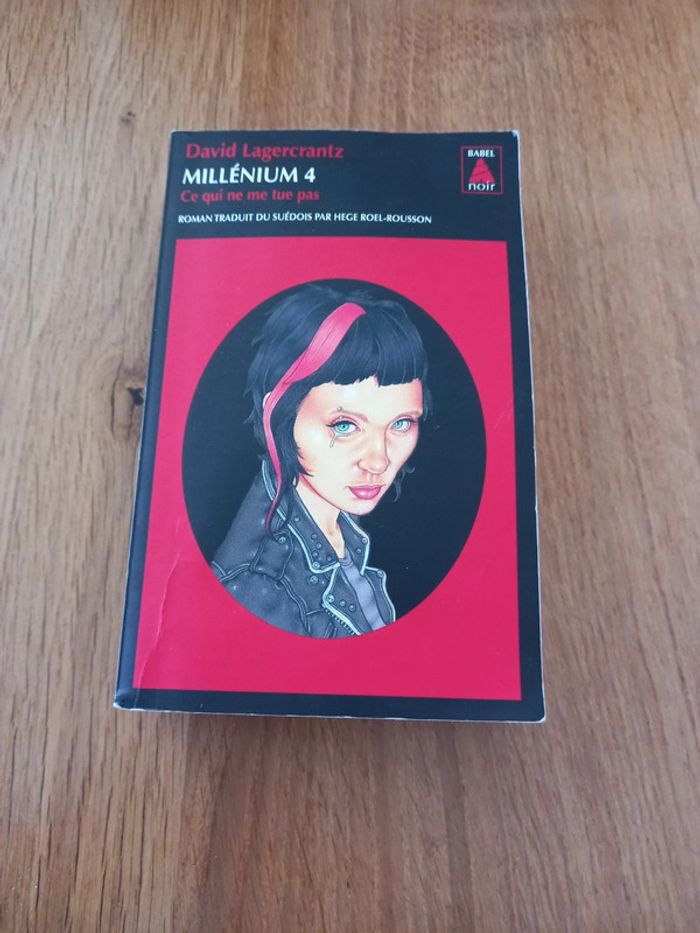 David Lagercrantz
MILLÉNIUM 4
Ce qui ne me tue pas
ROMAN TRADUIT DU SUÉDOIS PAR HEGE ROEL-ROUSSON
BABEL
noir